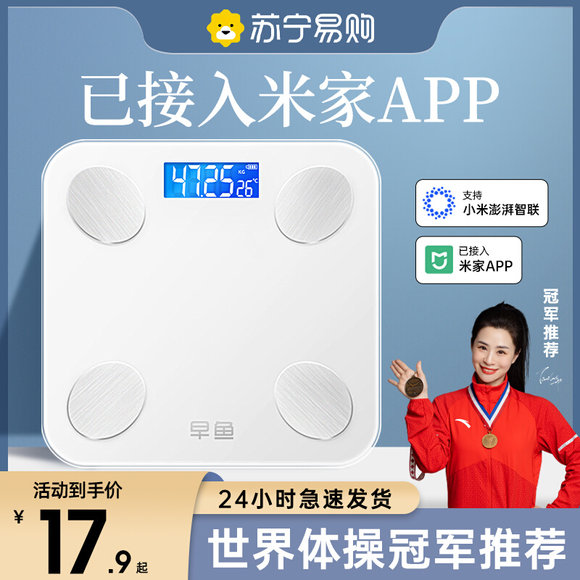 苏宁易购
已接入米家APP
47.25
KG
26℃
支持
小米澎湃智联
已接入
米家APP
冠军推荐
早鱼
活动到手价
¥17.9起
24小时急速发货
世界体操冠军推荐